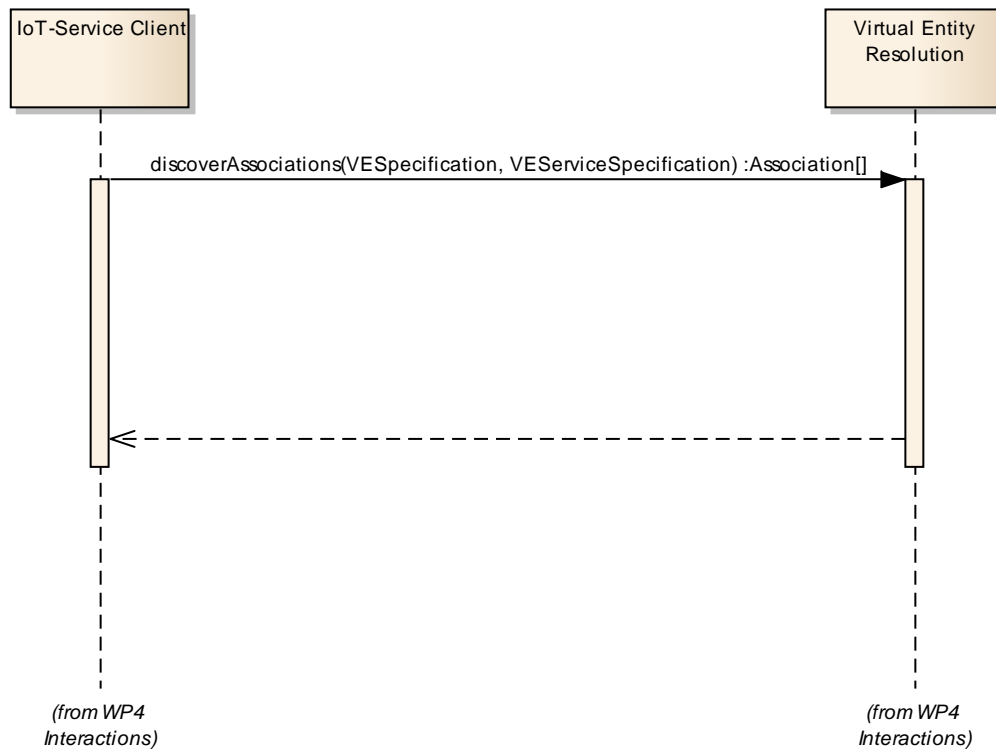 IoT-Service Client
Virtual Entity
Resolution
discoverAssociations(VESpecification, VEServiceSpecification) :Association[]
(from WP4
Interactions)
(from WP4
Interactions)